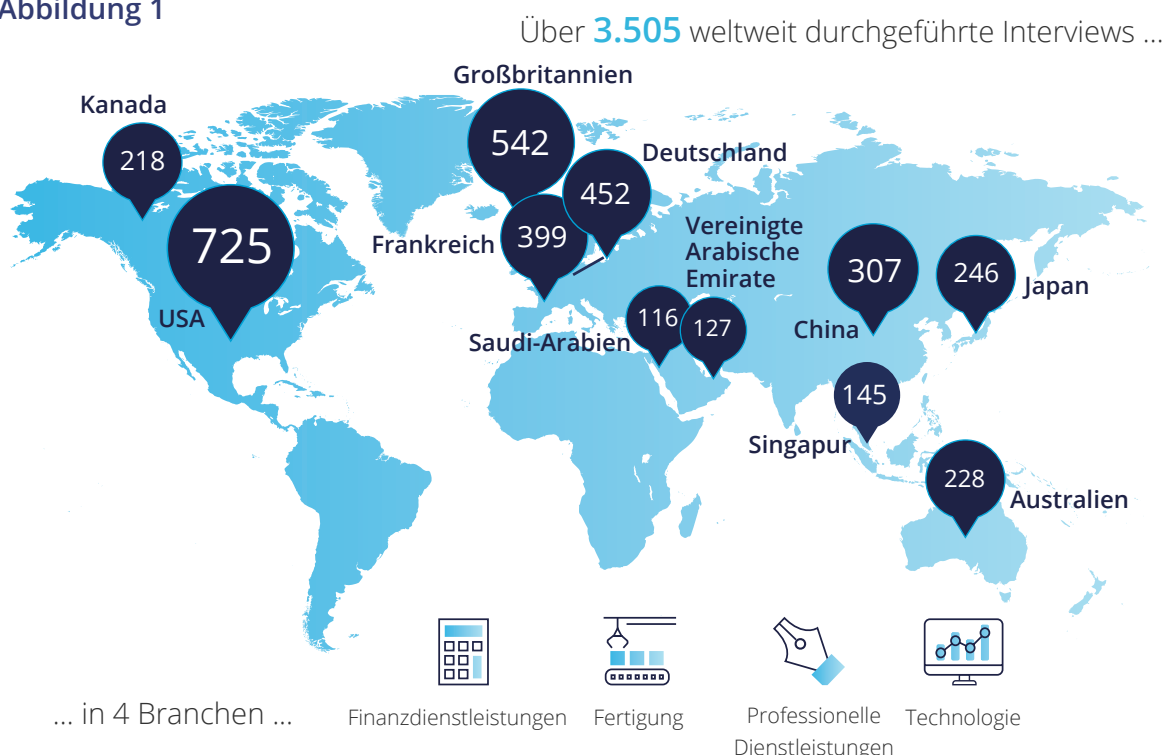 Abbildung 1
Über 3.505 weltweit durchgeführte Interviews ...
Großbritannien
Kanada
542
Deutschland
218
452
Vereinigte
Arabische
Emirate
Frankreich
399
725
307
246
Japan
USA
116
127
China
Saudi-Arabien
145
Singapur
228
Australien
... in 4 Branchen ...
Finanzdienstleistungen
Fertigung
Professionelle
Dienstleistungen
Technologie